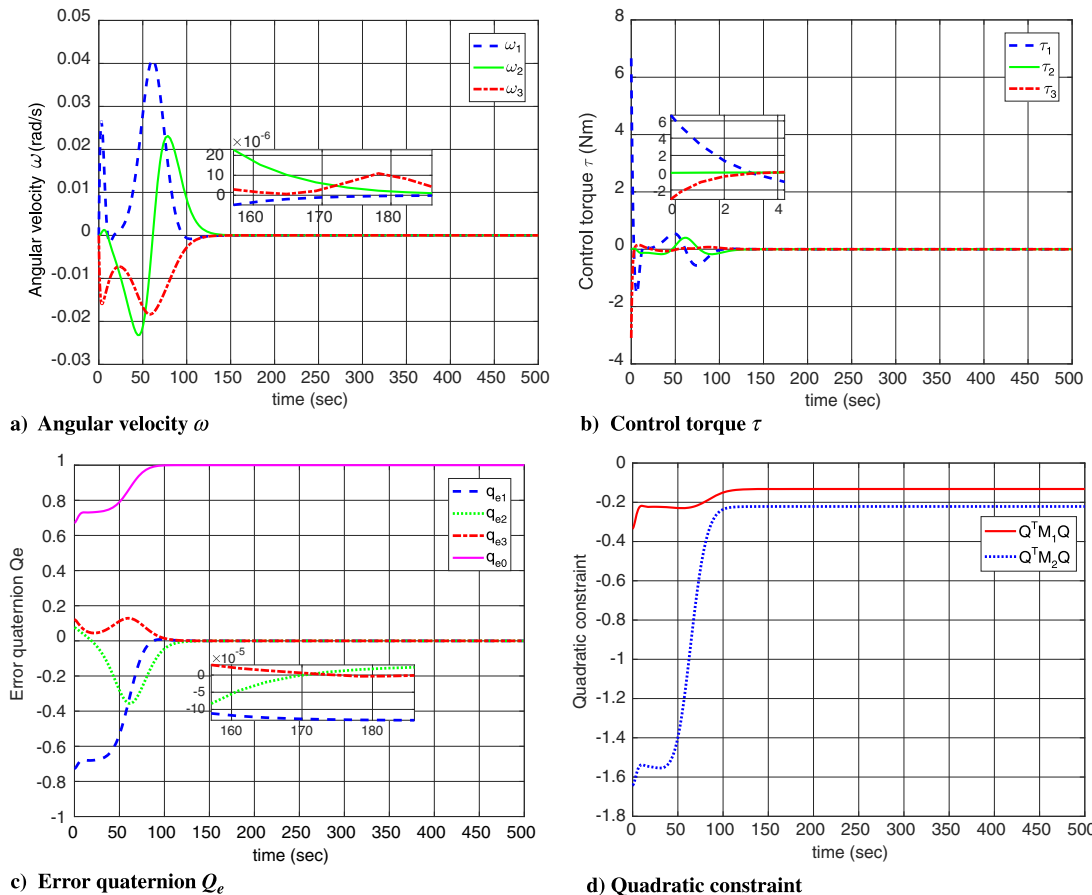 0.05
0.04
0.03
0.02
0.01
0
-0.01
-0.02
-0.03
Angular velocity ω (rad/s)
ω1
ω2
ω3
×10-6
20
10
0
160 170 180
0 50 100 150 200 250 300 350 400 450 500
time (sec)
a) Angular velocity ω
8
6
4
2
0
-2
-4
Control torque τ (Nm)
τ1
τ2
τ3
6
4
2
0
-2
0 2 4
0 50 100 150 200 250 300 350 400 450 500
time (sec)
b) Control torque τ
1
0.8
0.6
0.4
0.2
0
-0.2
-0.4
-0.6
-0.8
-1
Error quaternion Qe
qe1
qe2
qe3
qe0
×10-5
0
-5
-10
160 170 180
0 50 100 150 200 250 300 350 400 450 500
time (sec)
c) Error quaternion Qe
0
-0.2
-0.4
-0.6
-0.8
-1
-1.2
-1.4
-1.6
-1.8
Quadratic constraint
QTM1Q
QTM2Q
0 50 100 150 200 250 300 350 400 450 500
time (sec)
d) Quadratic constraint